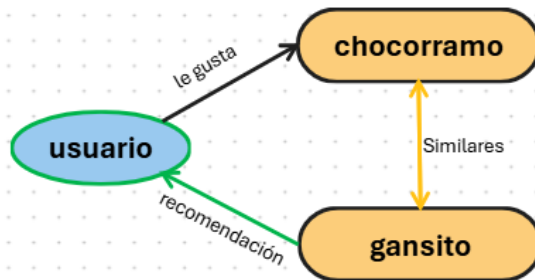 chocorramo
le gusta
usuario
Similares
recomendación
gansito